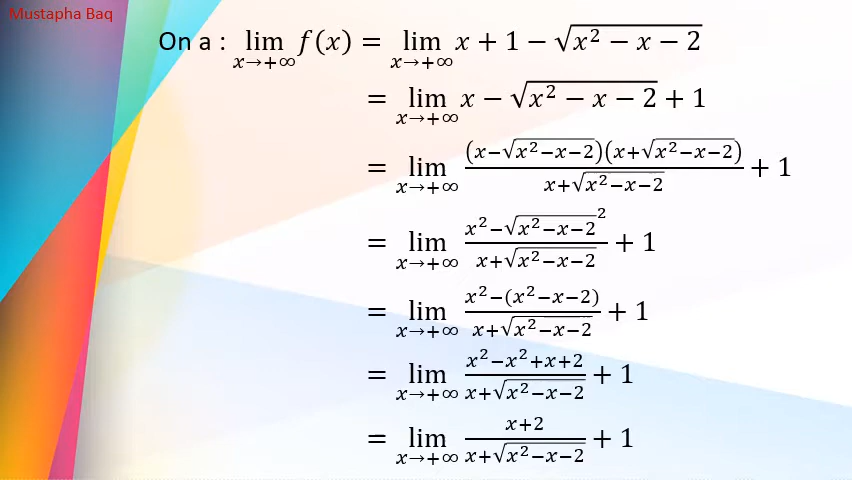 Mustapha Baq
On a : lim_{x→+∞} f(x) = lim_{x→+∞} x + 1 − √(x² − x − 2)
= lim_{x→+∞} x − √(x² − x − 2) + 1
= lim_{x→+∞} ((x−√(x²−x−2))(x+√(x²−x−2)))/(x+√(x²−x−2)) + 1
= lim_{x→+∞} (x²−√(x²−x−2)²)/(x+√(x²−x−2)) + 1
= lim_{x→+∞} (x²−(x²−x−2))/(x+√(x²−x−2)) + 1
= lim_{x→+∞} (x²−x²+x+2)/(x+√(x²−x−2)) + 1
= lim_{x→+∞} (x+2)/(x+√(x²−x−2)) + 1